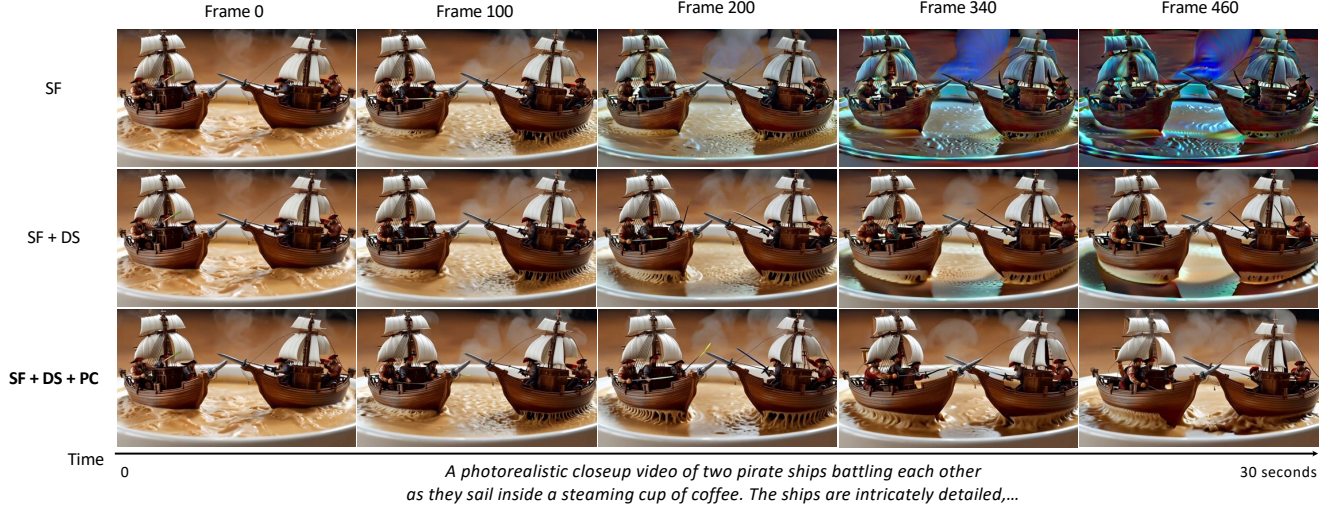 Frame 0 Frame 100 Frame 200 Frame 340 Frame 460
SF
SF + DS
SF + DS + PC
Time
0 30 seconds
A photorealistic closeup video of two pirate ships battling each other
as they sail inside a steaming cup of coffee. The ships are intricately detailed,...